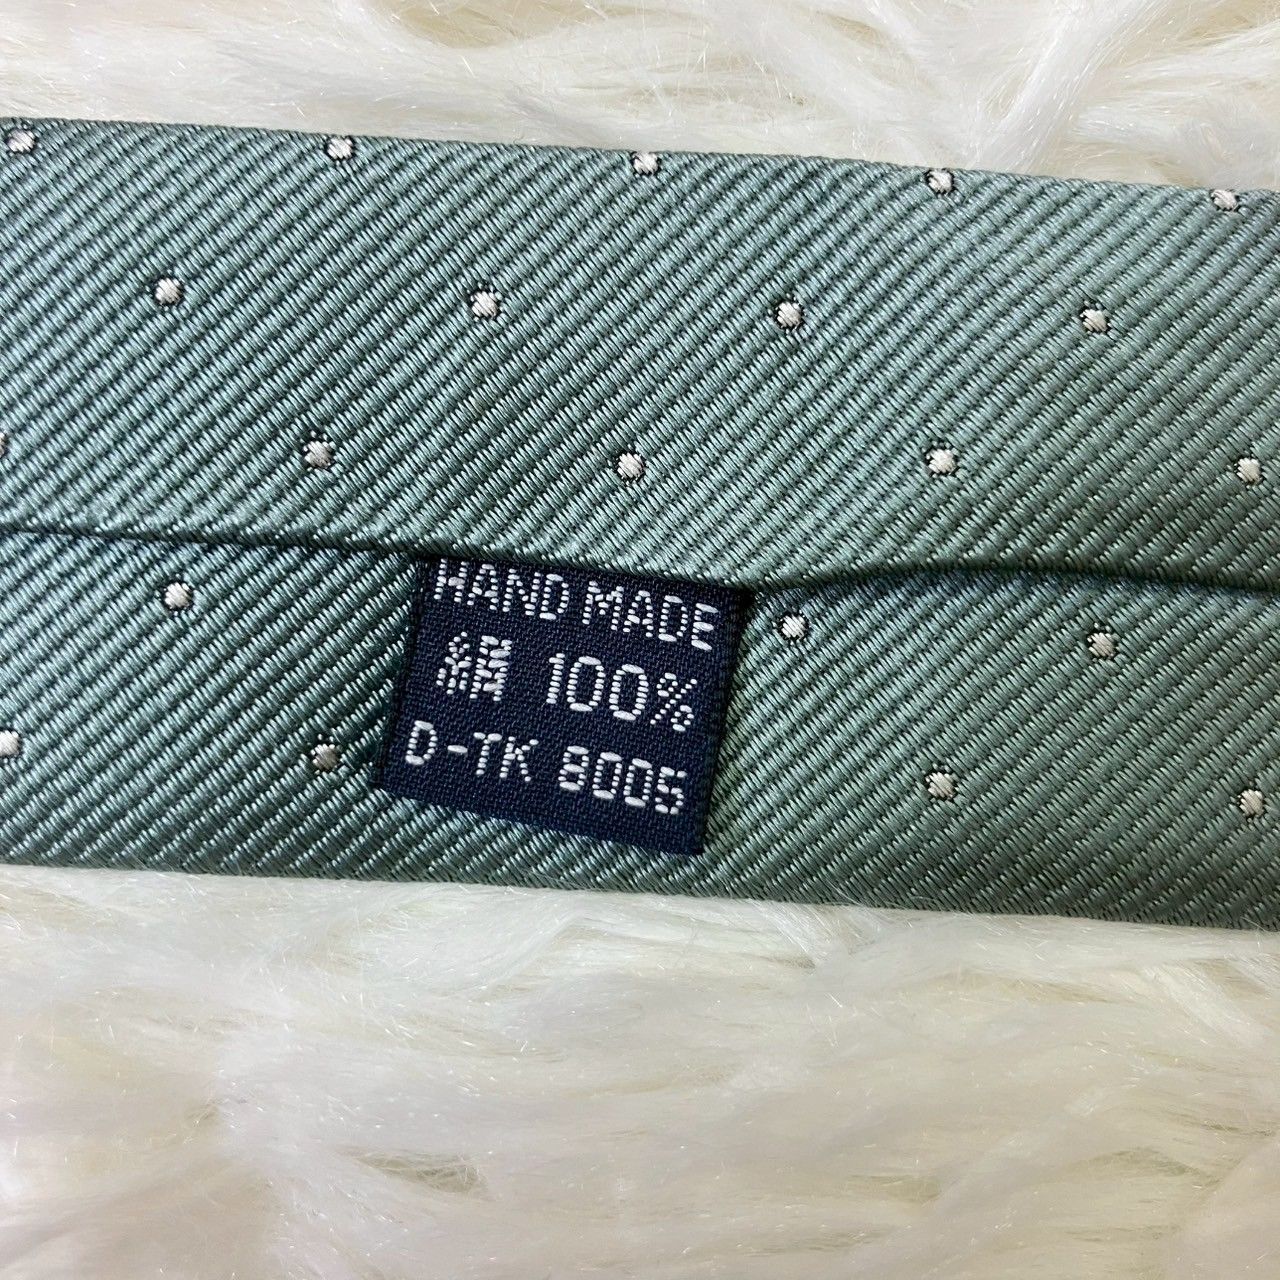 HAND MADE
絹 100%
D-TK 8005